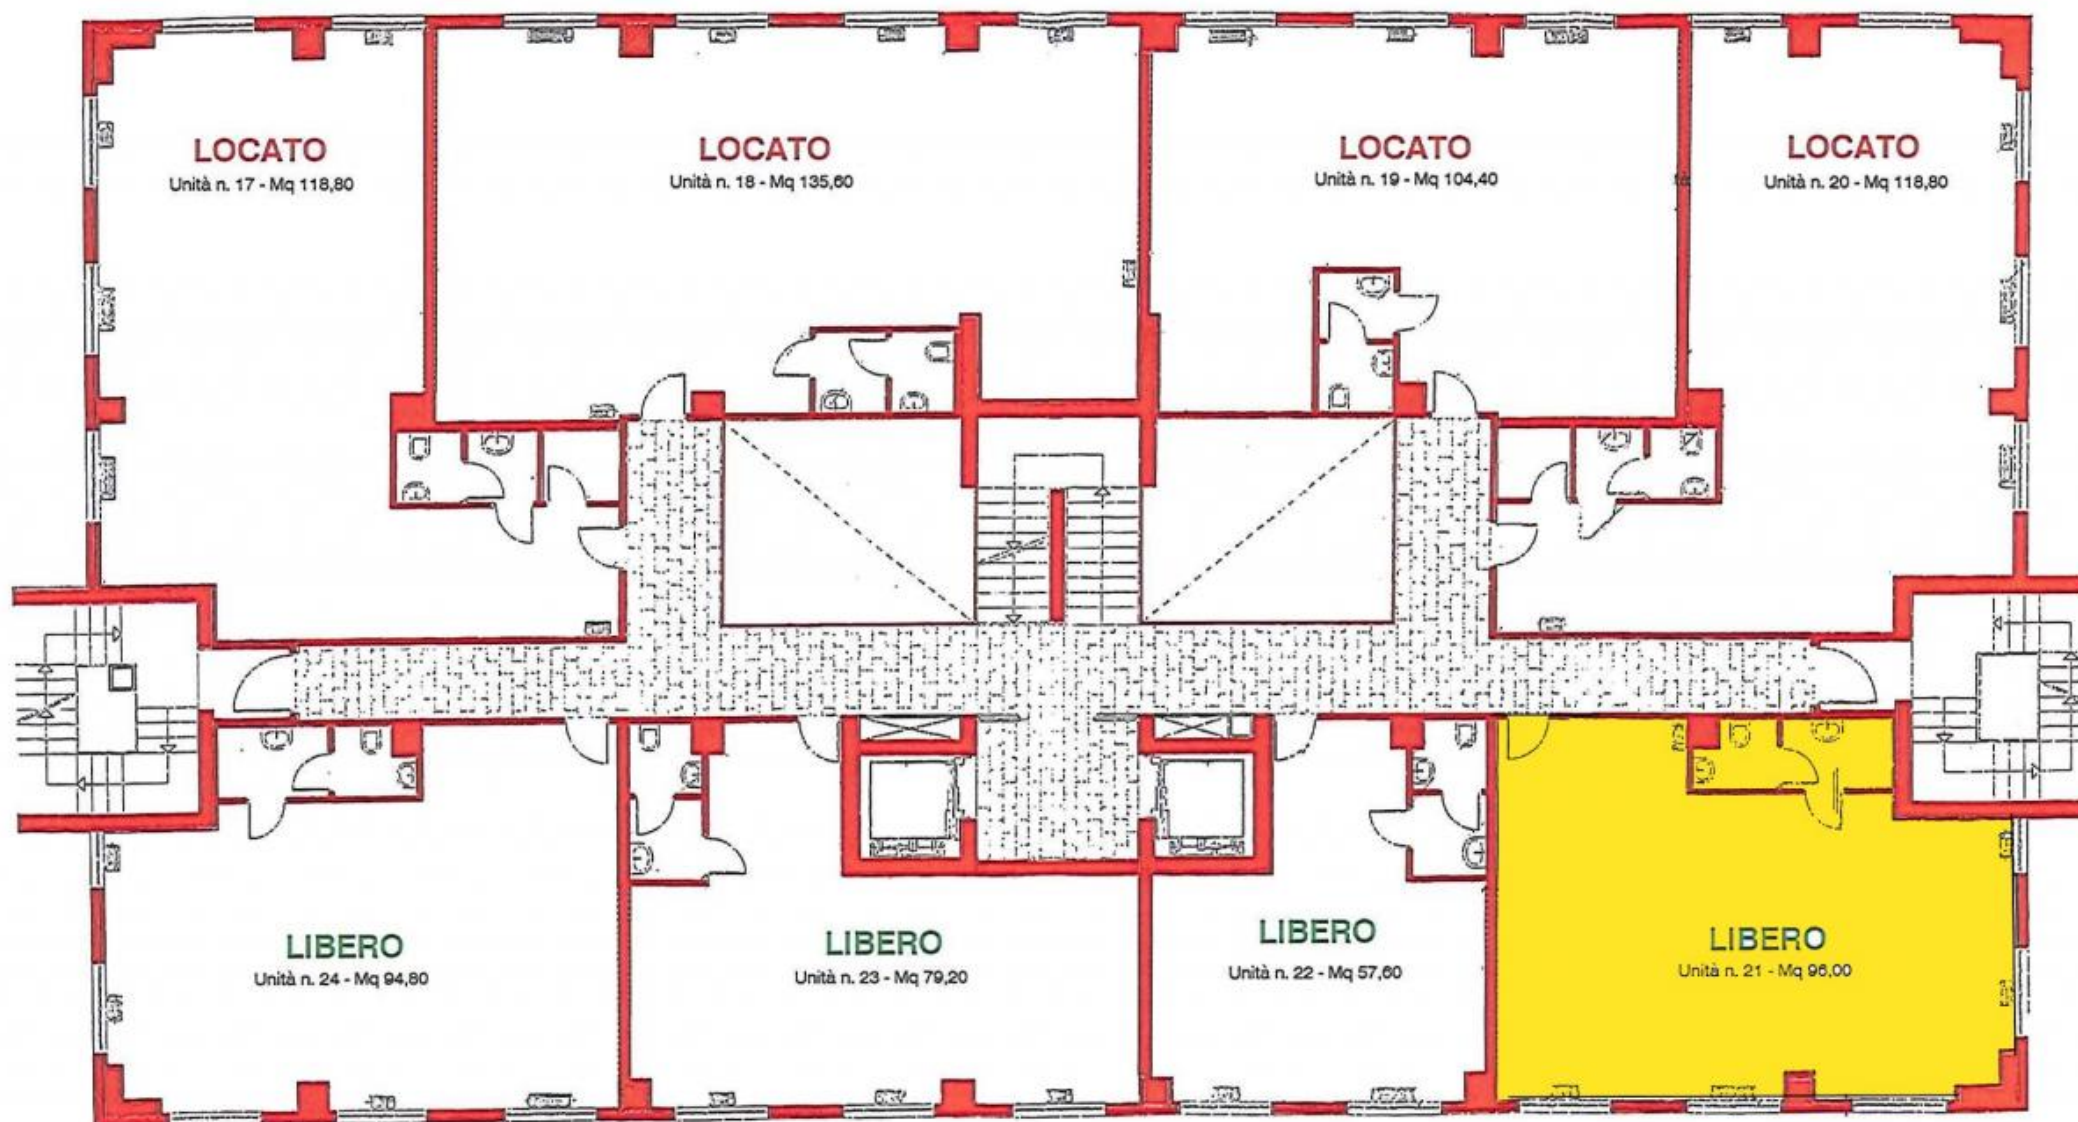 LOCATO
Unità n. 17 - Mq 118,80
LOCATO
Unità n. 18 - Mq 135,60
LOCATO
Unità n. 19 - Mq 104,40
LOCATO
Unità n. 20 - Mq 118,80
LIBERO
Unità n. 24 - Mq 94,80
LIBERO
Unità n. 23 - Mq 79,20
LIBERO
Unità n. 22 - Mq 57,60
LIBERO
Unità n. 21 - Mq 96,00